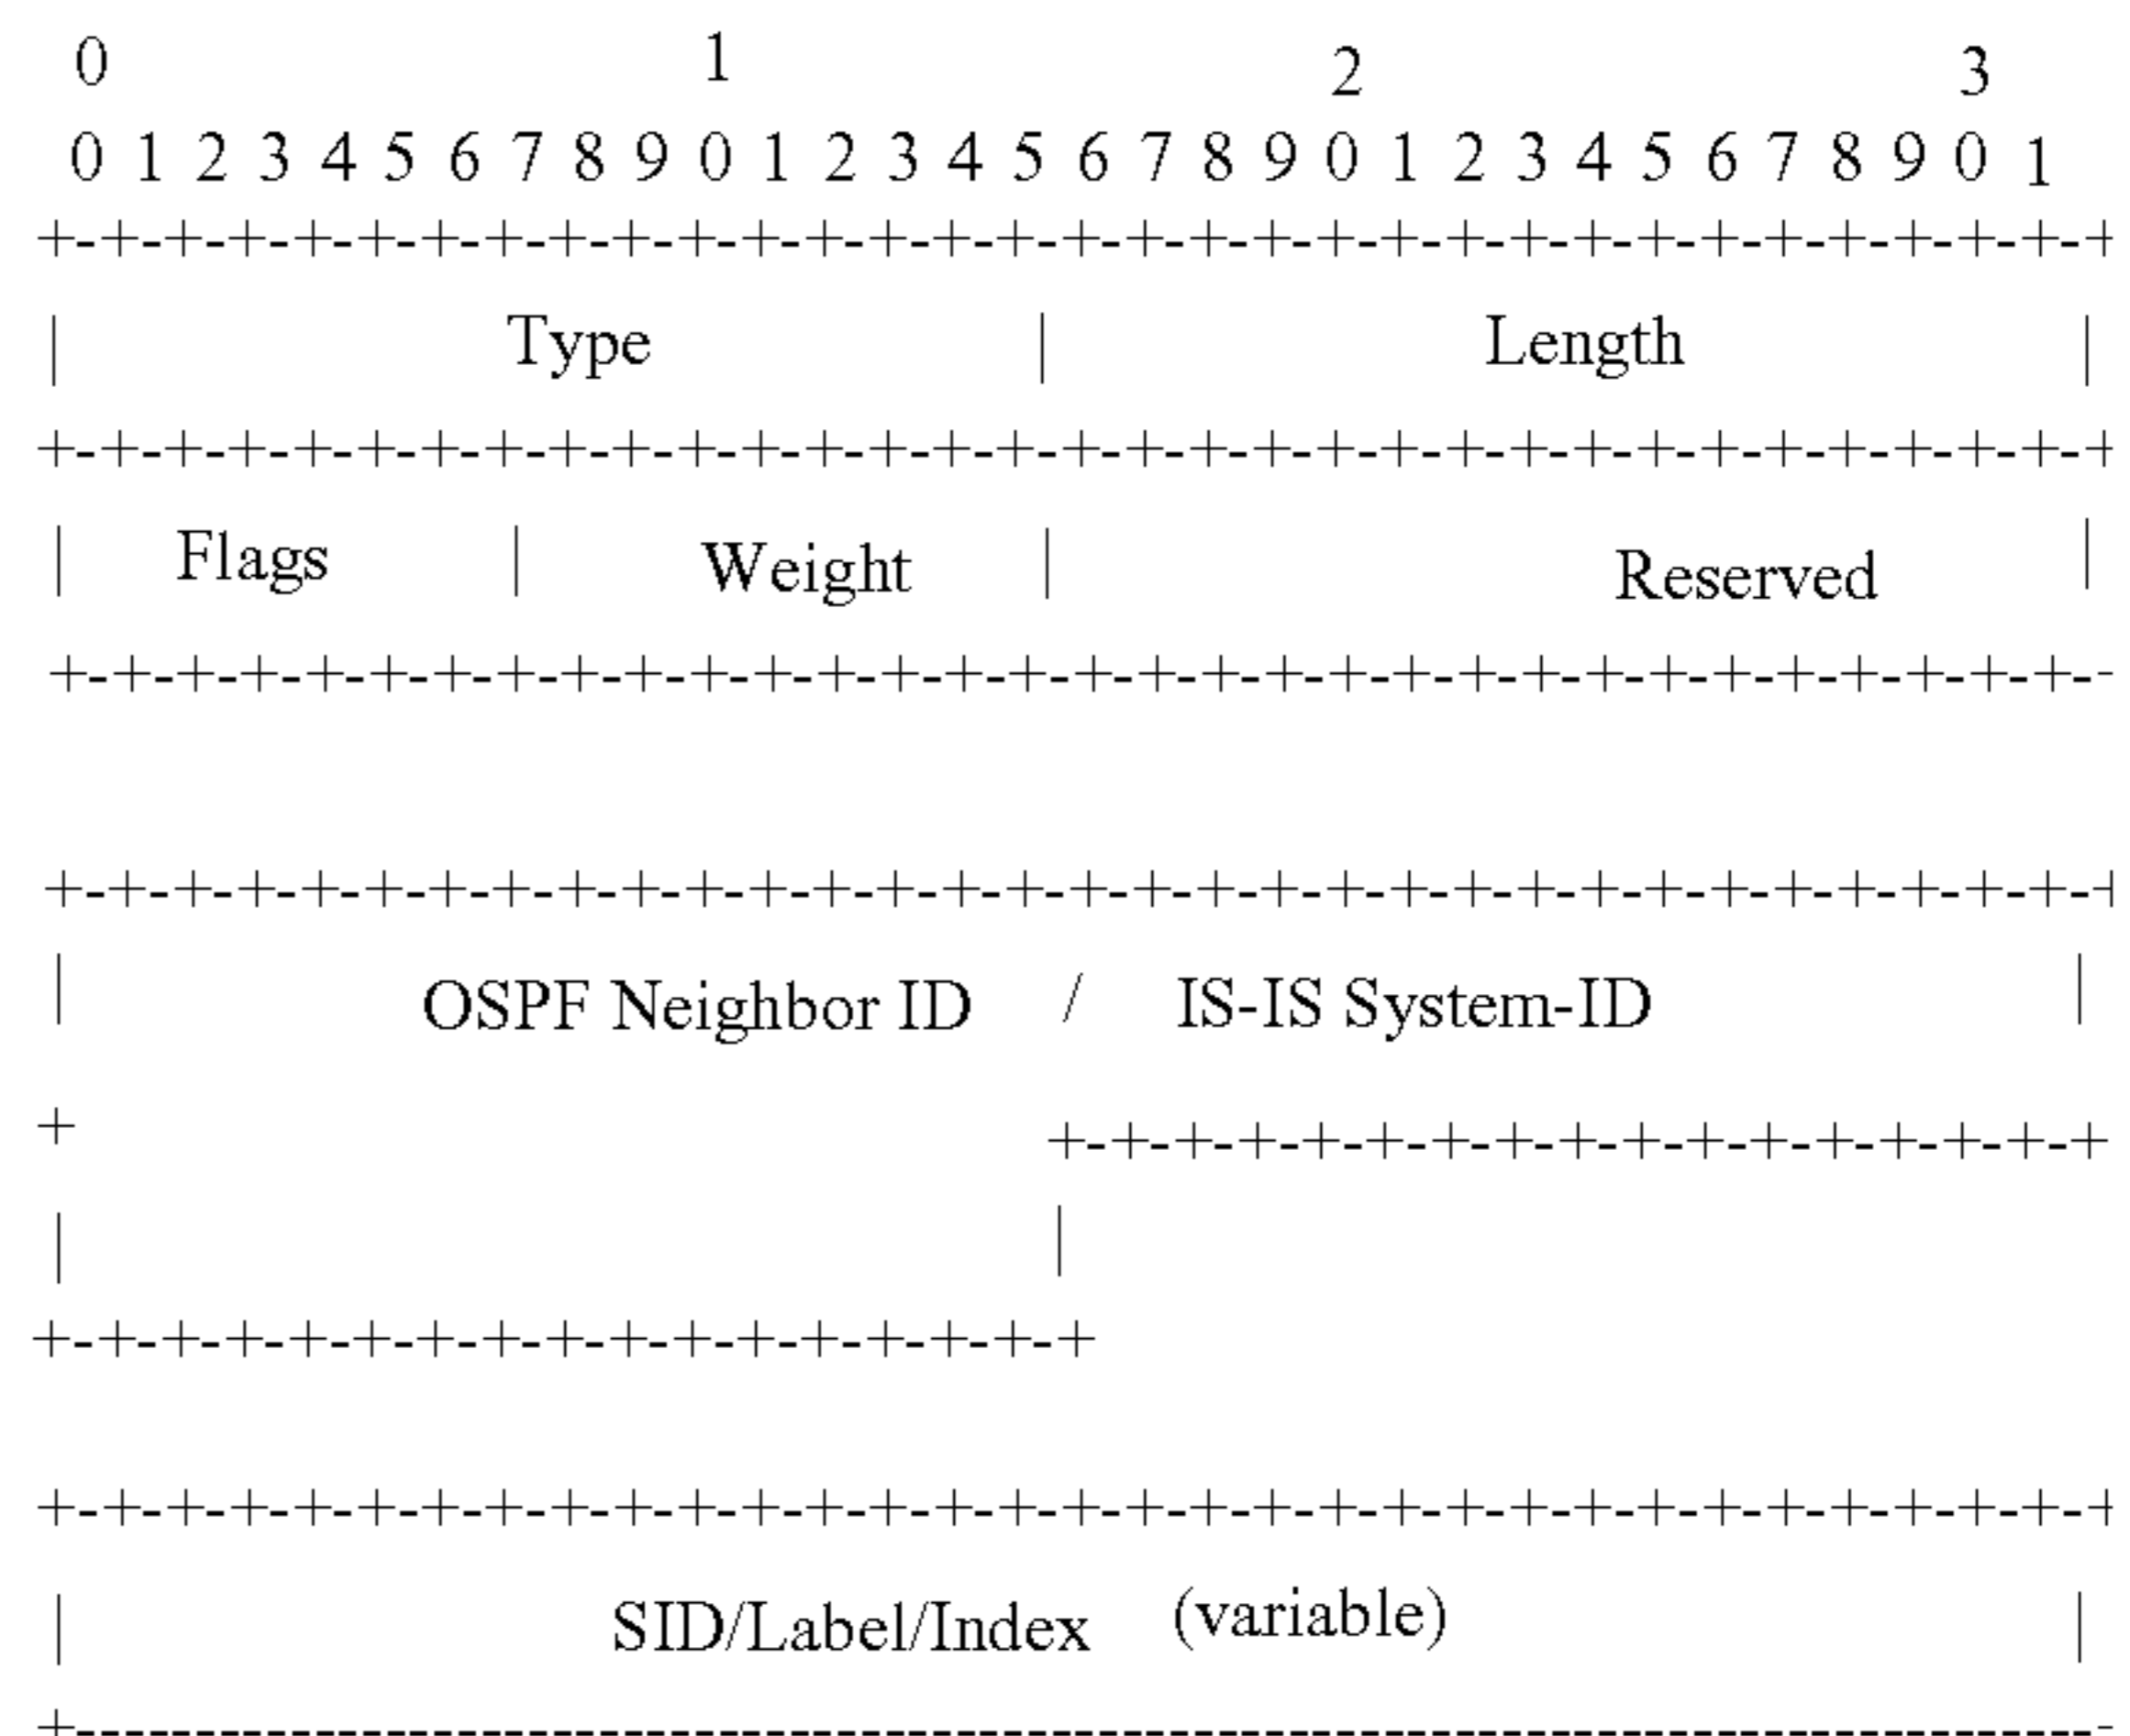 0 1 2 3
0 1 2 3 4 5 6 7 8 9 0 1 2 3 4 5 6 7 8 9 0 1 2 3 4 5 6 7 8 9 0 1
+-+-+-+-+-+-+-+-+-+-+-+-+-+-+-+-+-+-+-+-+-+-+-+-+-+-+-+-+-+-+-+-+
| Type | Length |
+-+-+-+-+-+-+-+-+-+-+-+-+-+-+-+-+-+-+-+-+-+-+-+-+-+-+-+-+-+-+-+-+
| Flags | Weight | Reserved |
+-+-+-+-+-+-+-+-+-+-+-+-+-+-+-+-+-+-+-+-+-+-+-+-+-+-+-+-+-+-+-+--
+-+-+-+-+-+-+-+-+-+-+-+-+-+-+-+-+-+-+-+-+-+-+-+-+-+-+-+-+-+-+-+-+
| OSPF Neighbor ID / IS-IS System-ID |
+ +-+-+-+-+-+-+-+-+-+-+-+-+-+-+-+-+
| |
+-+-+-+-+-+-+-+-+-+-+-+-+-+-+-+-+
+-+-+-+-+-+-+-+-+-+-+-+-+-+-+-+-+-+-+-+-+-+-+-+-+-+-+-+-+-+-+-+-+
| SID/Label/Index (variable) |
+---------------------------------------------------------------